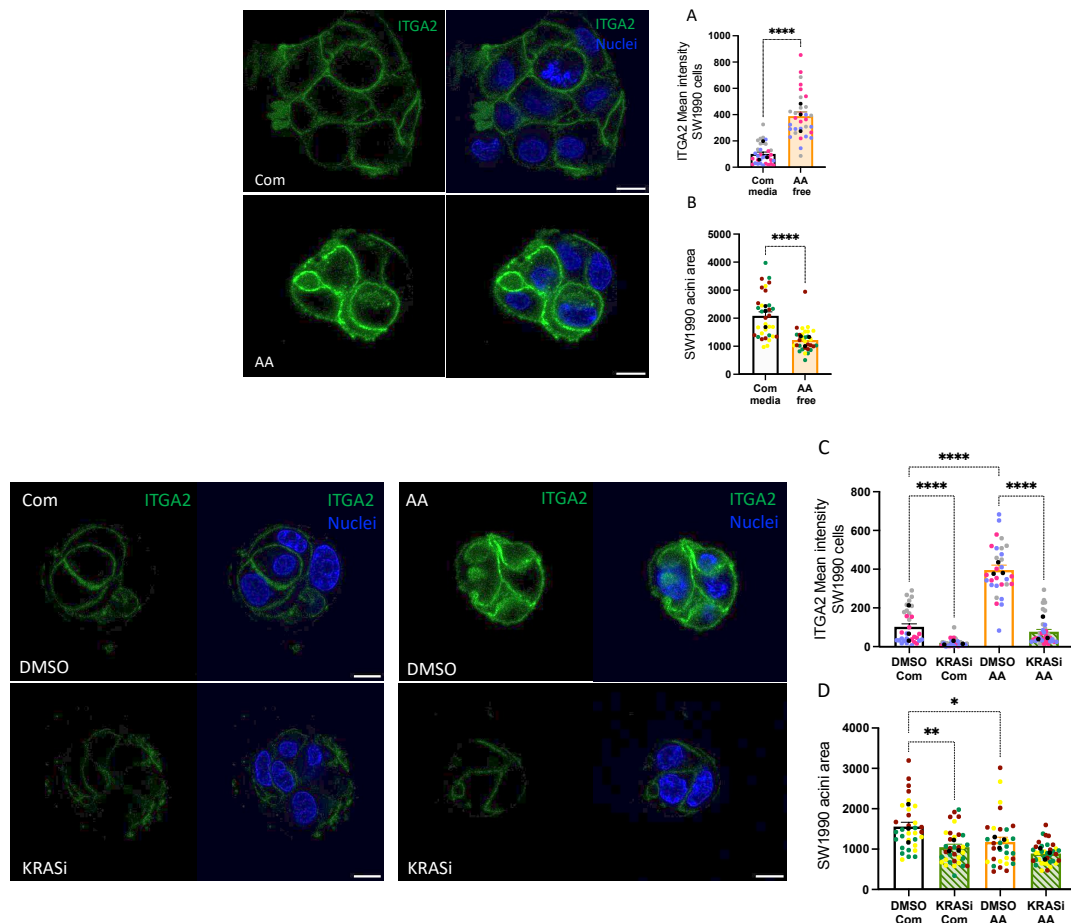 ITGA2
ITGA2
Nuclei
Com
AA
A
ITGA2 Mean intensity
SW1990 cells
1000
800
600
400
200
0
****
Com
media
AA
free
B
SW1990 acini area
5000
4000
3000
2000
1000
0
****
Com
media
AA
free
Com
ITGA2
ITGA2
Nuclei
DMSO
KRASi
AA
ITGA2
ITGA2
Nuclei
DMSO
KRASi
C
ITGA2 Mean intensity
SW1990 cells
800
600
400
200
0
****
****
****
DMSO
Com
KRASi
Com
DMSO
AA
KRASi
AA
D
SW1990 acini area
4000
3000
2000
1000
0
*
**
DMSO
Com
KRASi
Com
DMSO
AA
KRASi
AA